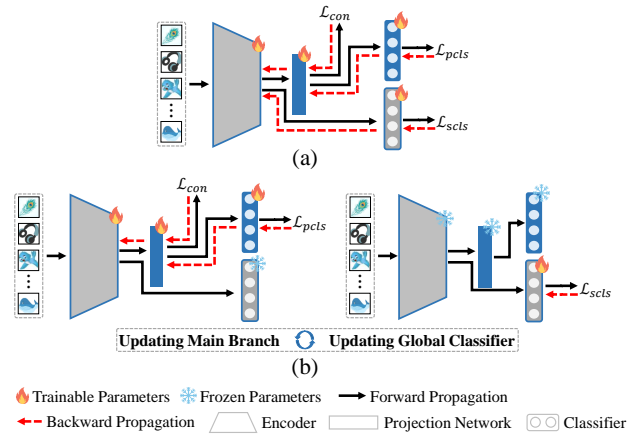 ℒcon
ℒpcls
ℒscls
(a)
ℒcon
ℒpcls
ℒscls
Updating Main Branch Updating Global Classifier
(b)
Trainable Parameters Frozen Parameters Forward Propagation
Backward Propagation Encoder Projection Network Classifier